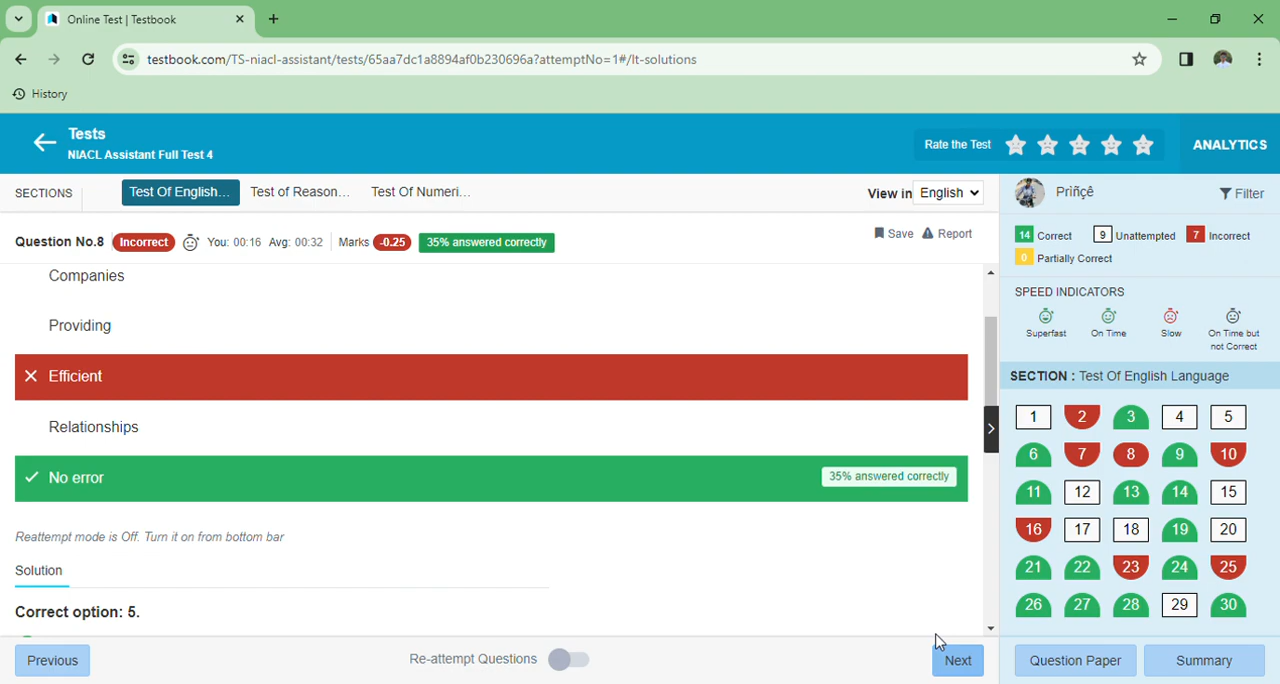 Online Test | Testbook
testbook.com/TS-niacl-assistant/tests/65aa7dc1a8894af0b230696a?attemptNo=1#/lt-solutions
History
Tests
NIACL Assistant Full Test 4
Rate the Test
ANALYTICS
SECTIONS
Test Of English...
Test of Reason...
Test Of Numeri...
View in English
Priñçê
Filter
Question No.8 Incorrect You: 00:16 Avg: 00:32 Marks -0.25 35% answered correctly
Save Report
14 Correct 9 Unattempted 7 Incorrect
0 Partially Correct
Companies
Providing
Efficient
Relationships
No error 35% answered correctly
Reattempt mode is Off. Turn it on from bottom bar
Solution
Correct option: 5.
SPEED INDICATORS
Superfast On Time Slow On Time but
not Correct
SECTION : Test Of English Language
1 2 3 4 5
6 7 8 9 10
11 12 13 14 15
16 17 18 19 20
21 22 23 24 25
26 27 28 29 30
Previous
Re-attempt Questions
Next
Question Paper
Summary